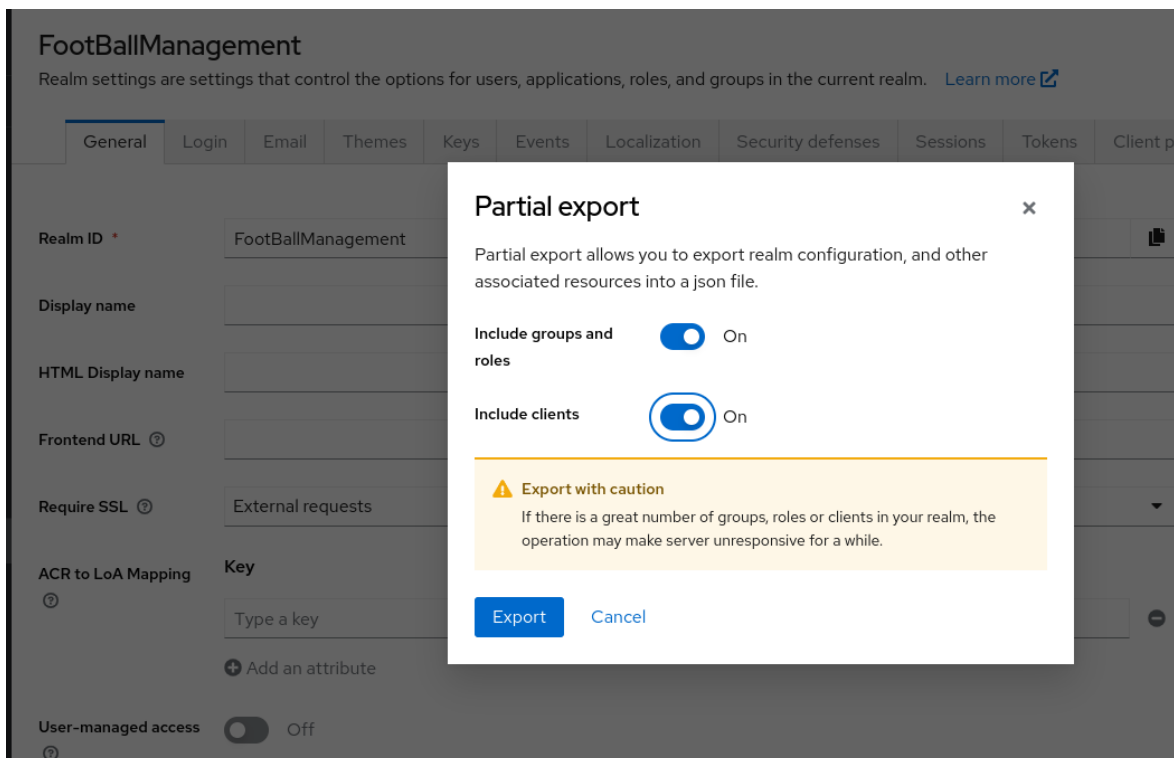 FootBallManagement
Realm settings are settings that control the options for users, applications, roles, and groups in the current realm. Learn more
General Login Email Themes Keys Events Localization Security defenses Sessions Tokens Client p
Partial export
Partial export allows you to export realm configuration, and other
associated resources into a json file.
Include groups and
roles
On
Include clients
On
Export with caution
If there is a great number of groups, roles or clients in your realm, the
operation may make server unresponsive for a while.
Export Cancel
Realm ID *
FootBallManagement
Display name
HTML Display name
Frontend URL
Require SSL
External requests
ACR to LoA Mapping
Key
Type a key
Add an attribute
User-managed access
Off